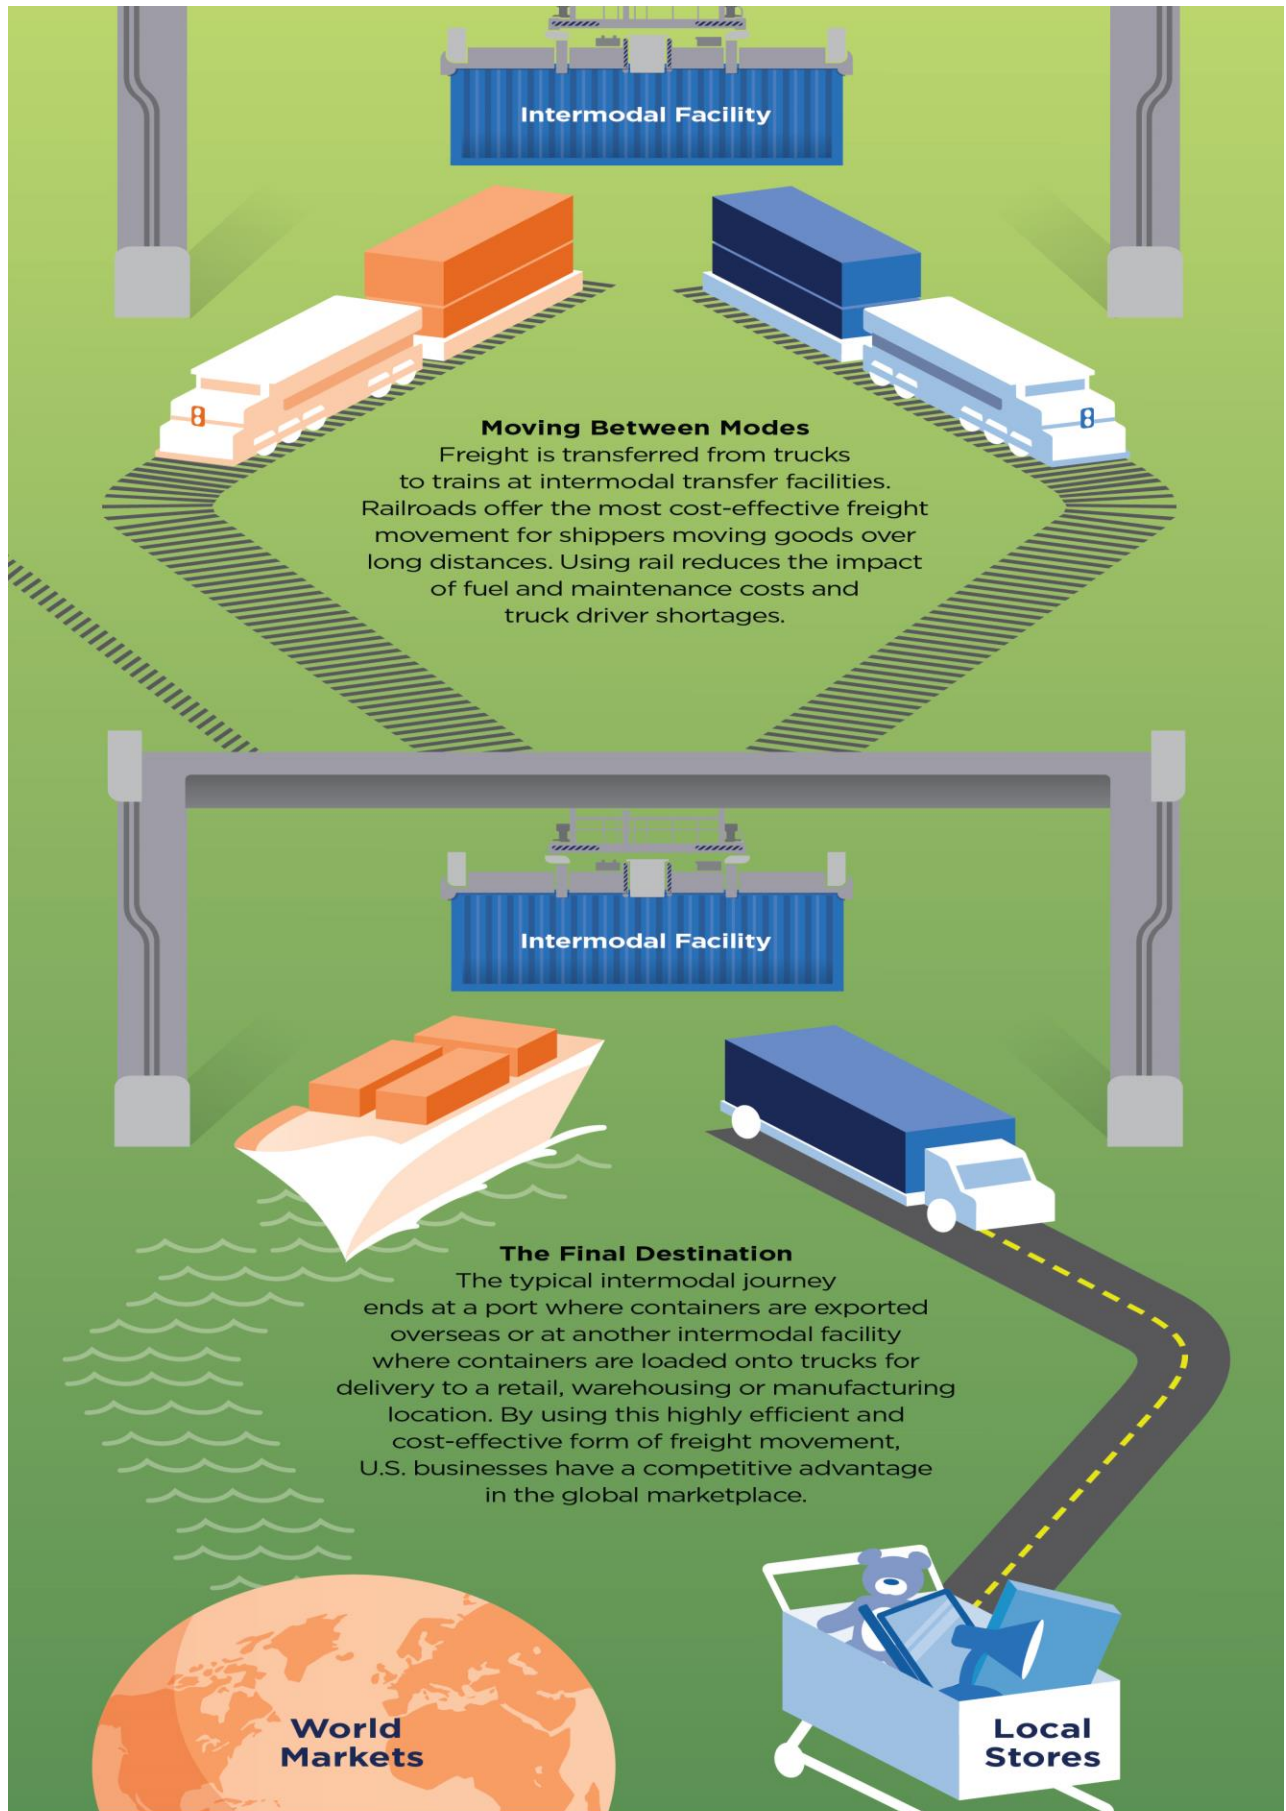 Intermodal Facility
8
8
Moving Between Modes
Freight is transferred from trucks
to trains at intermodal transfer facilities.
Railroads offer the most cost-effective freight
movement for shippers moving goods over
long distances. Using rail reduces the impact
of fuel and maintenance costs and
truck driver shortages.
Intermodal Facility
The Final Destination
The typical intermodal journey
ends at a port where containers are exported
overseas or at another intermodal facility
where containers are loaded onto trucks for
delivery to a retail, warehousing or manufacturing
location. By using this highly efficient and
cost-effective form of freight movement,
U.S. businesses have a competitive advantage
in the global marketplace.
World
Markets
Local
Stores